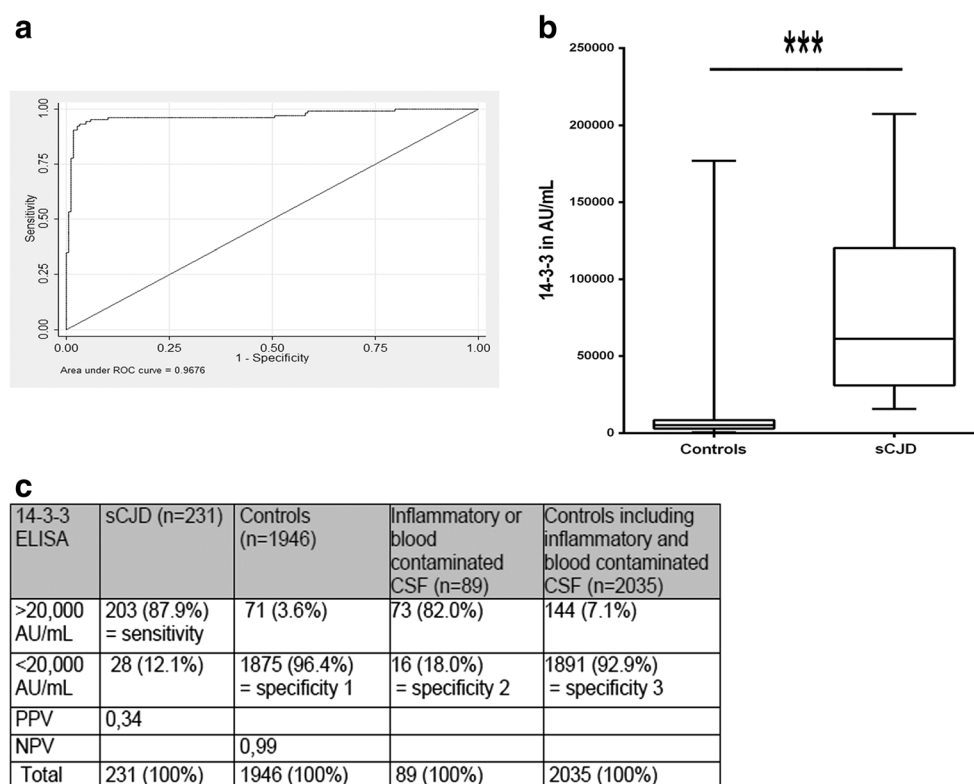 a
1.00
0.75
0.50
0.25
0.00
Sensitivity
0.00 0.25 0.50 0.75 1.00
1 - Specificity
Area under ROC curve = 0.9676
b
***
250000
200000
150000
100000
50000
0
14-3-3 in AU/mL
Controls sCJD
c
14-3-3
ELISA
sCJD (n=231)
Controls
(n=1946)
Inflammatory or
blood
contaminated
CSF (n=89)
Controls including
inflammatory and
blood contaminated
CSF (n=2035)
>20,000
AU/mL
203 (87.9%)
= sensitivity
71 (3.6%)
73 (82.0%)
144 (7.1%)
<20,000
AU/mL
28 (12.1%)
1875 (96.4%)
= specificity 1
16 (18.0%)
= specificity 2
1891 (92.9%)
= specificity 3
PPV
0,34
NPV
0,99
Total
231 (100%)
1946 (100%)
89 (100%)
2035 (100%)